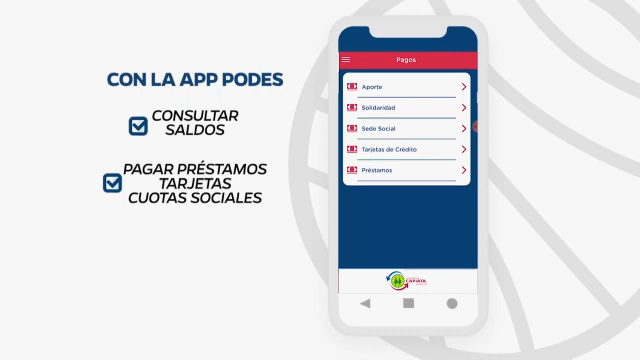 CON LA APP PODES
CONSULTAR
SALDOS
PAGAR PRÉSTAMOS
TARJETAS
CUOTAS SOCIALES
Pagos
Aporte
Solidaridad
Sede Social
Tarjetas de Crédito
Préstamos
CAPIATA